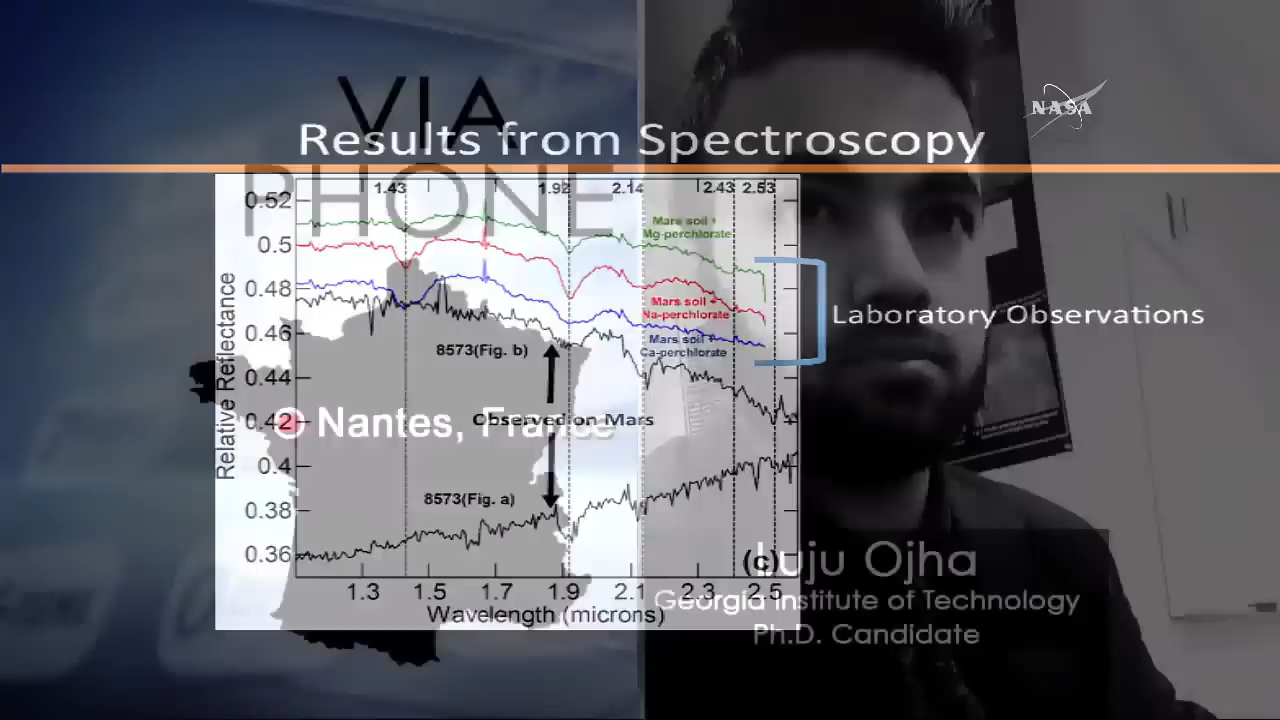 VIA
PHONE
NASA
Results from Spectroscopy
1.43 1.92 2.14 2.43 2.53
0.52
0.5
0.48
0.46
0.44
0.42
0.4
0.38
0.36
Relative Reflectance
Mars soil +
Mg-perchlorate
Mars soil +
Na-perchlorate
Mars soil +
Ca-perchlorate
Laboratory Observations
8573(Fig. b)
Observed on Mars
Nantes, France
8573(Fig. a)
(c)
1.3 1.5 1.7 1.9 2.1 2.3 2.5
Wavelength (microns)
Luju Ojha
Georgia Institute of Technology
Ph.D. Candidate